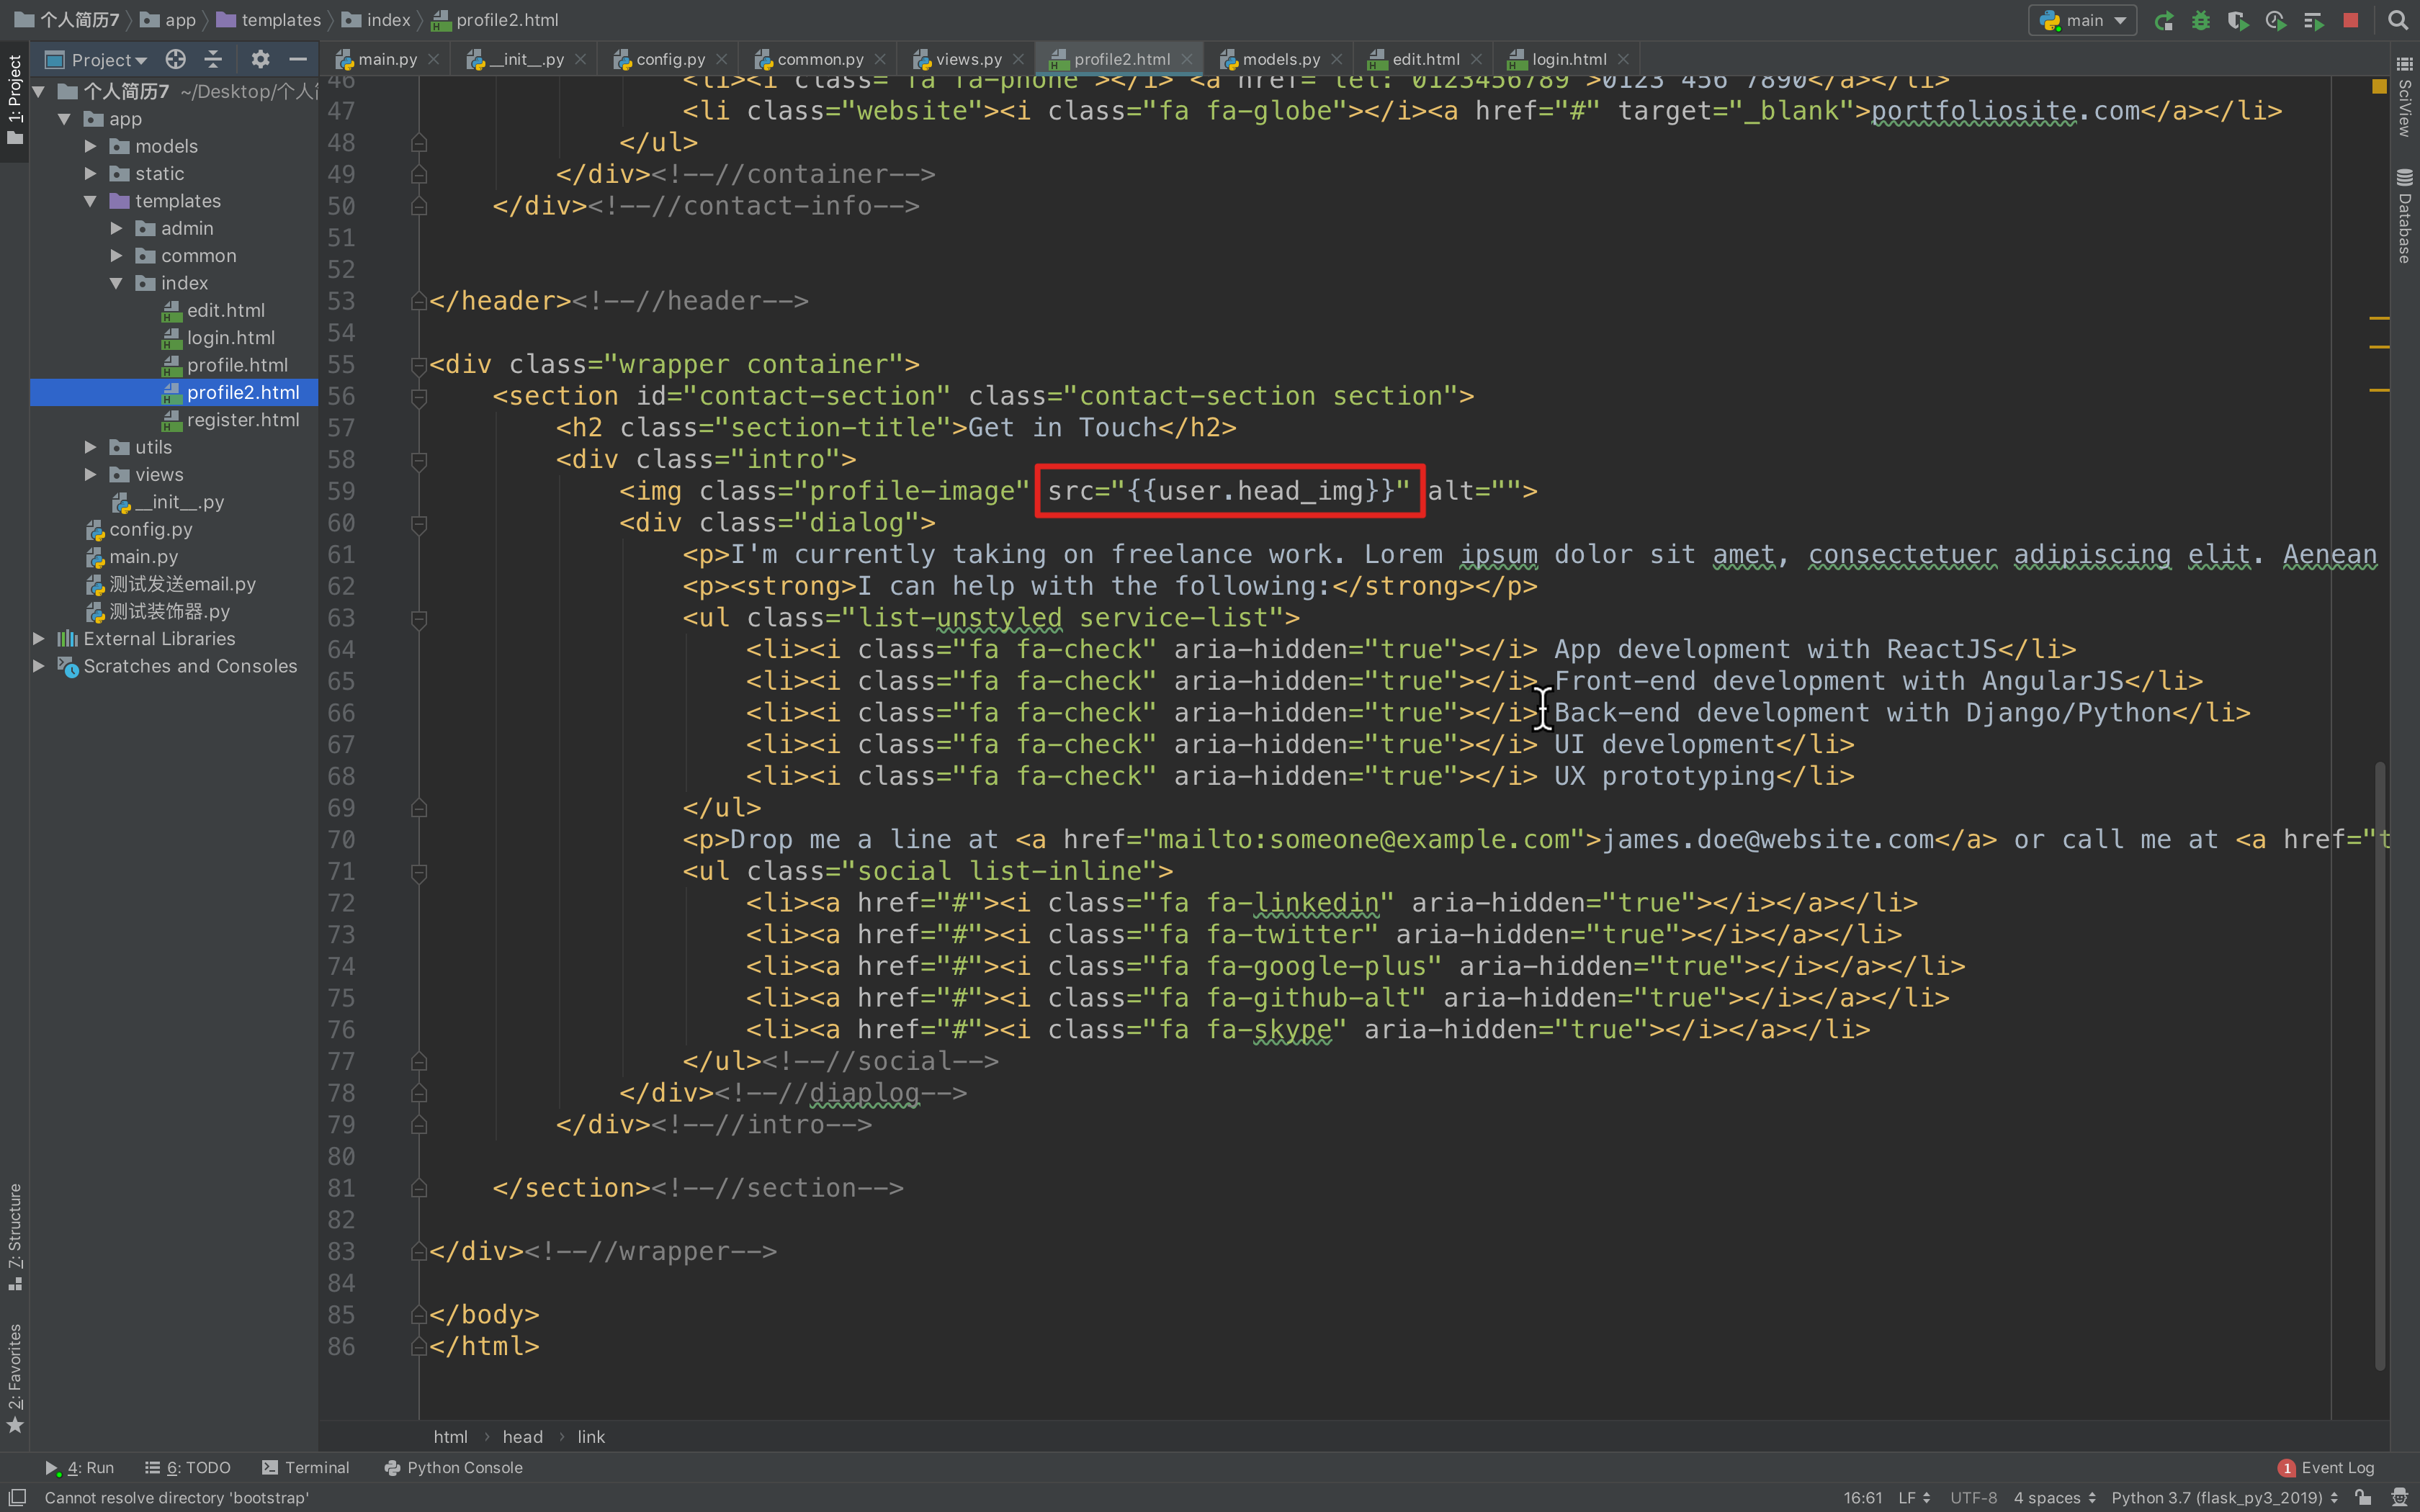 个人简历7 app templates index profile2.html
main
Project
main.py __init__.py config.py common.py views.py profile2.html models.py edit.html login.html
1: Project
7: Structure
2: Favorites
SciView
Database
个人简历7 ~/Desktop/个人
app
models
static
templates
admin
common
index
edit.html
login.html
profile.html
profile2.html
register.html
utils
views
__init__.py
config.py
main.py
测试发送email.py
测试装饰器.py
External Libraries
Scratches and Consoles
46 <li><i class="fa fa-phone"></i> <a href="tel: 0123456789">0123 456 7890</a></li>
47 <li class="website"><i class="fa fa-globe"></i><a href="#" target="_blank">portfoliosite.com</a></li>
48 </ul>
49 </div><!--//container-->
50 </div><!--//contact-info-->
51
52
53 </header><!--//header-->
54
55 <div class="wrapper container">
56 <section id="contact-section" class="contact-section section">
57 <h2 class="section-title">Get in Touch</h2>
58 <div class="intro">
59 <img class="profile-image" src="{{user.head_img}}" alt="">
60 <div class="dialog">
61 <p>I'm currently taking on freelance work. Lorem ipsum dolor sit amet, consectetuer adipiscing elit. Aenean
62 <p><strong>I can help with the following:</strong></p>
63 <ul class="list-unstyled service-list">
64 <li><i class="fa fa-check" aria-hidden="true"></i> App development with ReactJS</li>
65 <li><i class="fa fa-check" aria-hidden="true"></i> Front-end development with AngularJS</li>
66 <li><i class="fa fa-check" aria-hidden="true"></i> Back-end development with Django/Python</li>
67 <li><i class="fa fa-check" aria-hidden="true"></i> UI development</li>
68 <li><i class="fa fa-check" aria-hidden="true"></i> UX prototyping</li>
69 </ul>
70 <p>Drop me a line at <a href="mailto:someone@example.com">james.doe@website.com</a> or call me at <a href="t
71 <ul class="social list-inline">
72 <li><a href="#"><i class="fa fa-linkedin" aria-hidden="true"></i></a></li>
73 <li><a href="#"><i class="fa fa-twitter" aria-hidden="true"></i></a></li>
74 <li><a href="#"><i class="fa fa-google-plus" aria-hidden="true"></i></a></li>
75 <li><a href="#"><i class="fa fa-github-alt" aria-hidden="true"></i></a></li>
76 <li><a href="#"><i class="fa fa-skype" aria-hidden="true"></i></a></li>
77 </ul><!--//social-->
78 </div><!--//diaplog-->
79 </div><!--//intro-->
80
81 </section><!--//section-->
82
83 </div><!--//wrapper-->
84
85 </body>
86 </html>
html head link
4: Run 6: TODO Terminal Python Console 1 Event Log
Cannot resolve directory 'bootstrap' 16:61 LF UTF-8 4 spaces Python 3.7 (flask_py3_2019)